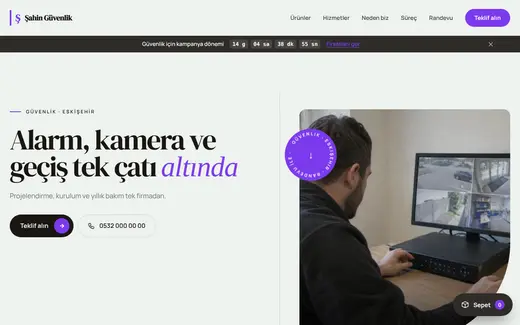 Ş Şahin Güvenlik
Ürünler Hizmetler Neden biz Süreç Randevu Teklif alın
Güvenlik için kampanya dönemi 14 g 04 sa 38 dk 55 sn
GÜVENLİK · ESKİŞEHİR
Alarm, kamera ve
geçiş tek çatı altında
Projelendirme, kurulum ve yıllık bakım tek firmadan.
Teklif alın → 0532 000 00 00
GÜVENLİK · ESKİŞEHİR · RANDEVU İLE ·
Sepet 0